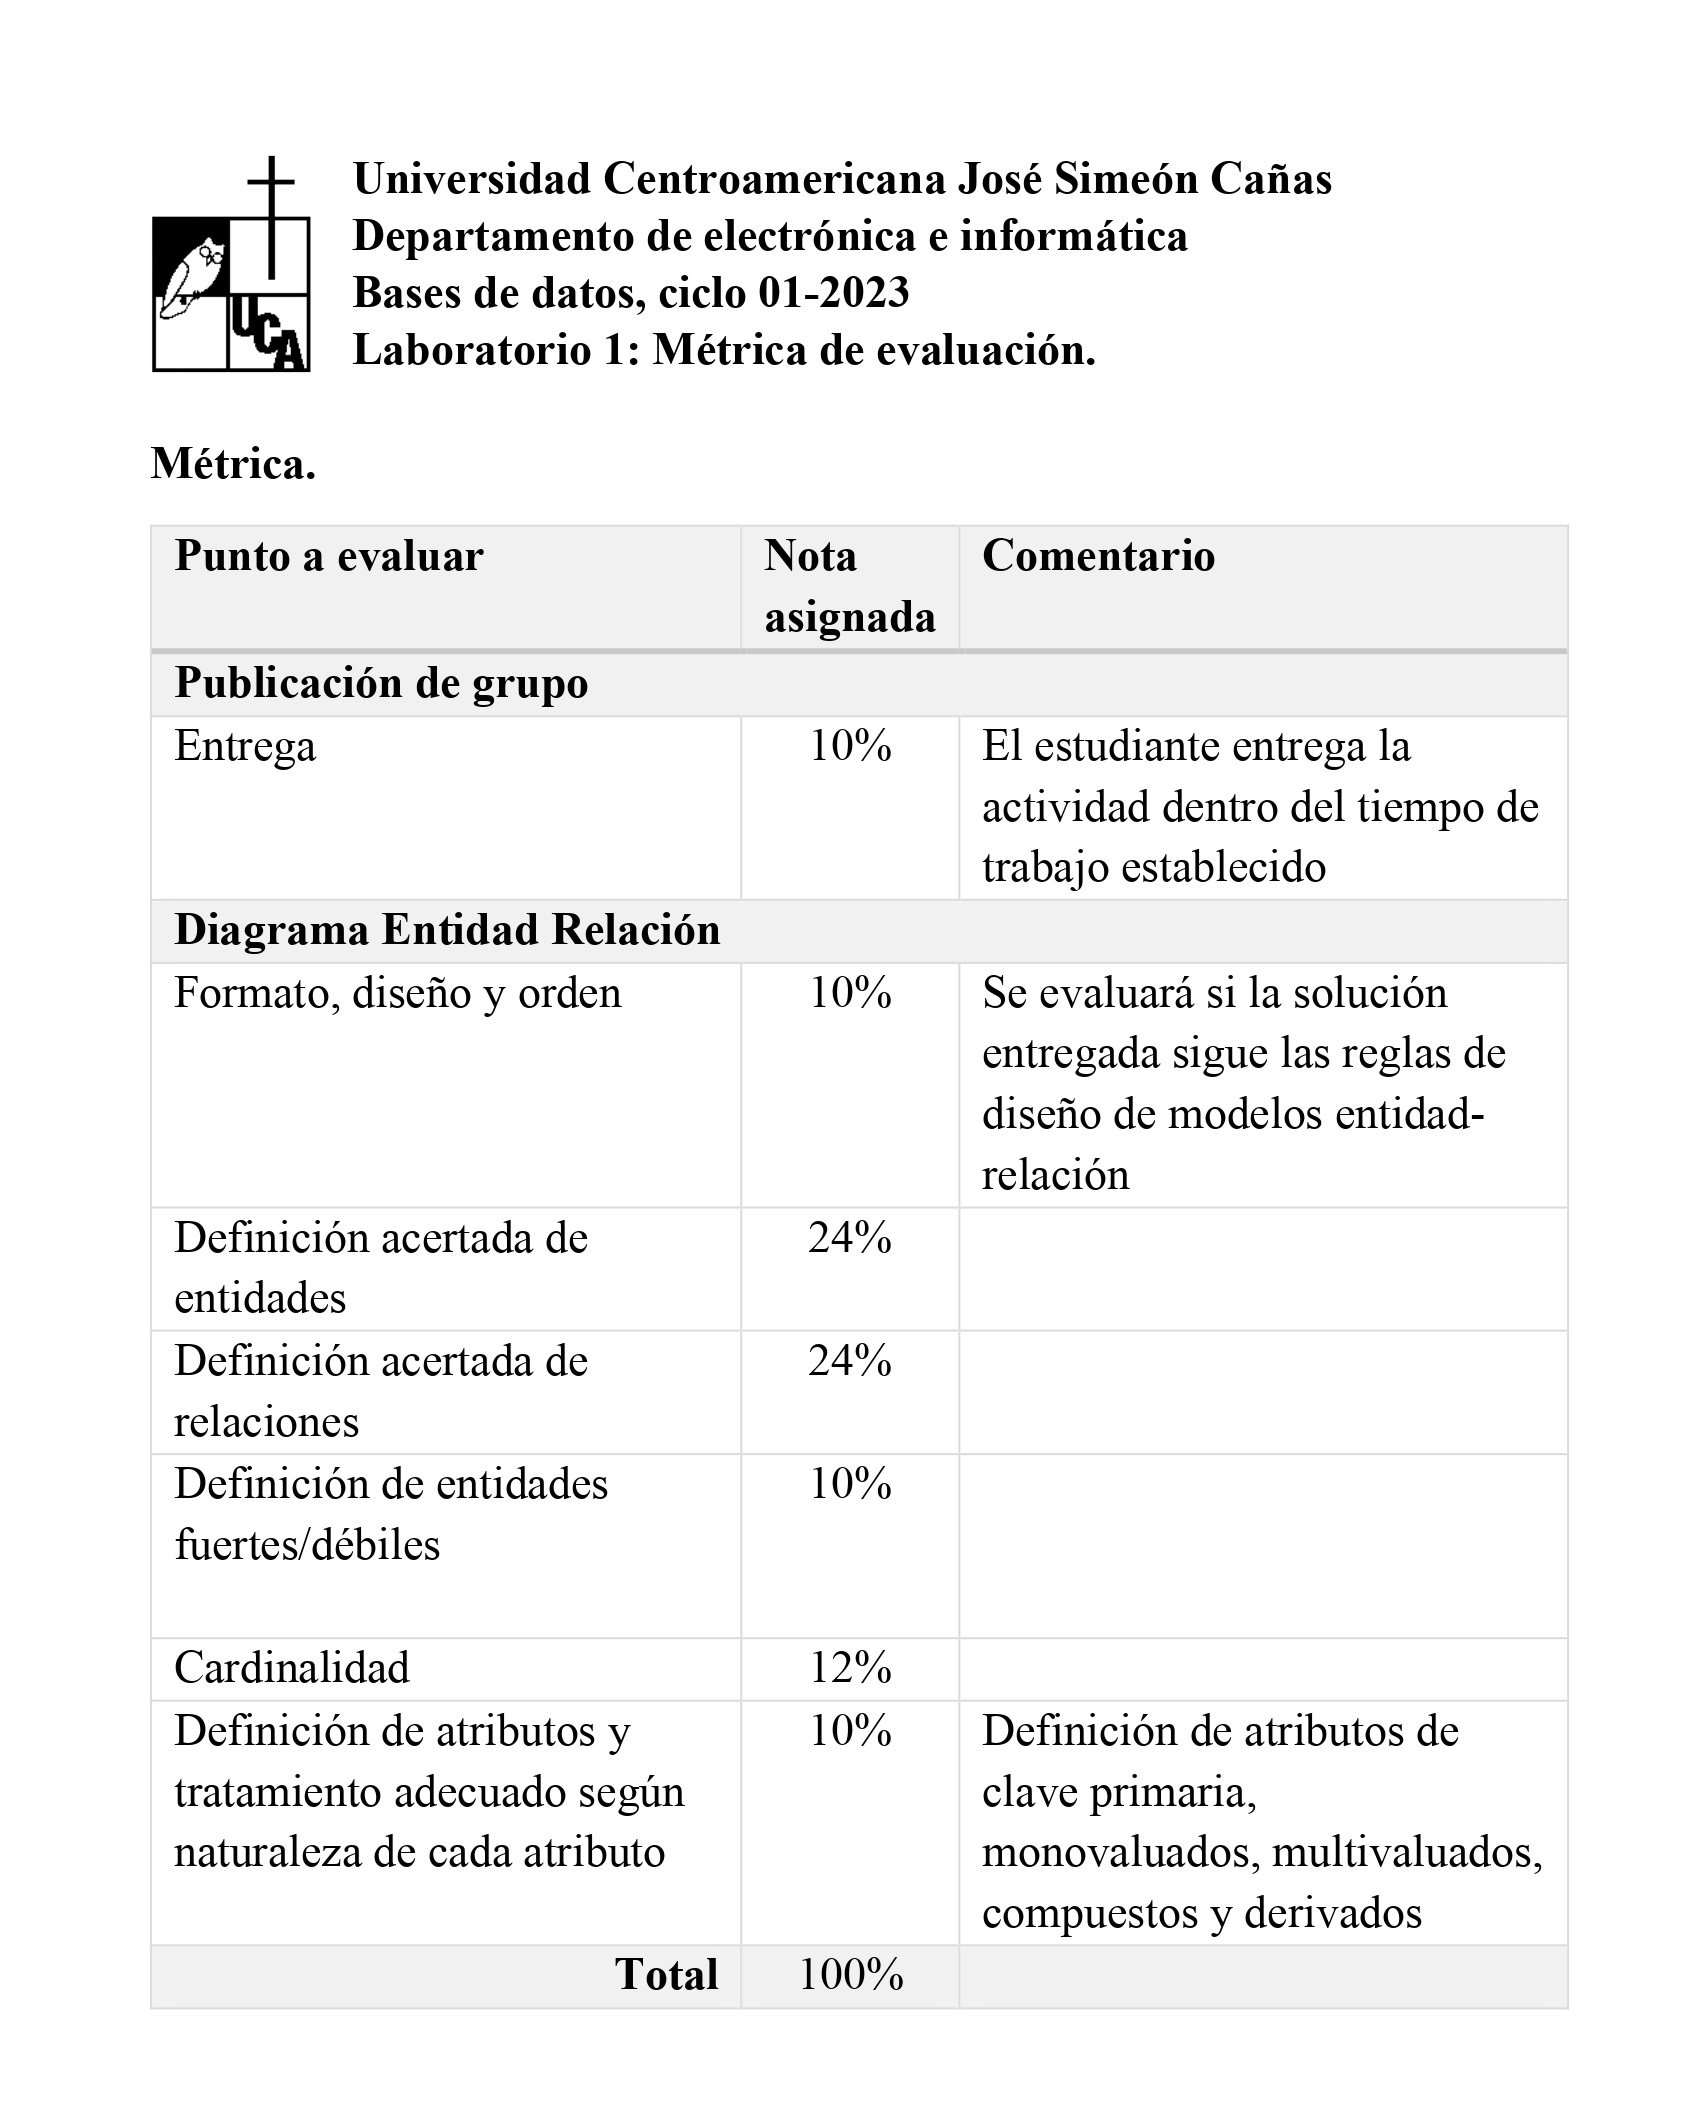 Universidad Centroamericana José Simeón Cañas
Departamento de electrónica e informática
Bases de datos, ciclo 01-2023
Laboratorio 1: Métrica de evaluación.
UCA
Métrica.
Punto a evaluar
Nota
asignada
Comentario
Publicación de grupo
Entrega
10%
El estudiante entrega la
actividad dentro del tiempo de
trabajo establecido
Diagrama Entidad Relación
Formato, diseño y orden
10%
Se evaluará si la solución
entregada sigue las reglas de
diseño de modelos entidad-
relación
Definición acertada de
entidades
24%
Definición acertada de
relaciones
24%
Definición de entidades
fuertes/débiles
10%
Cardinalidad
12%
Definición de atributos y
tratamiento adecuado según
naturaleza de cada atributo
10%
Definición de atributos de
clave primaria,
monovaluados, multivaluados,
compuestos y derivados
Total
100%